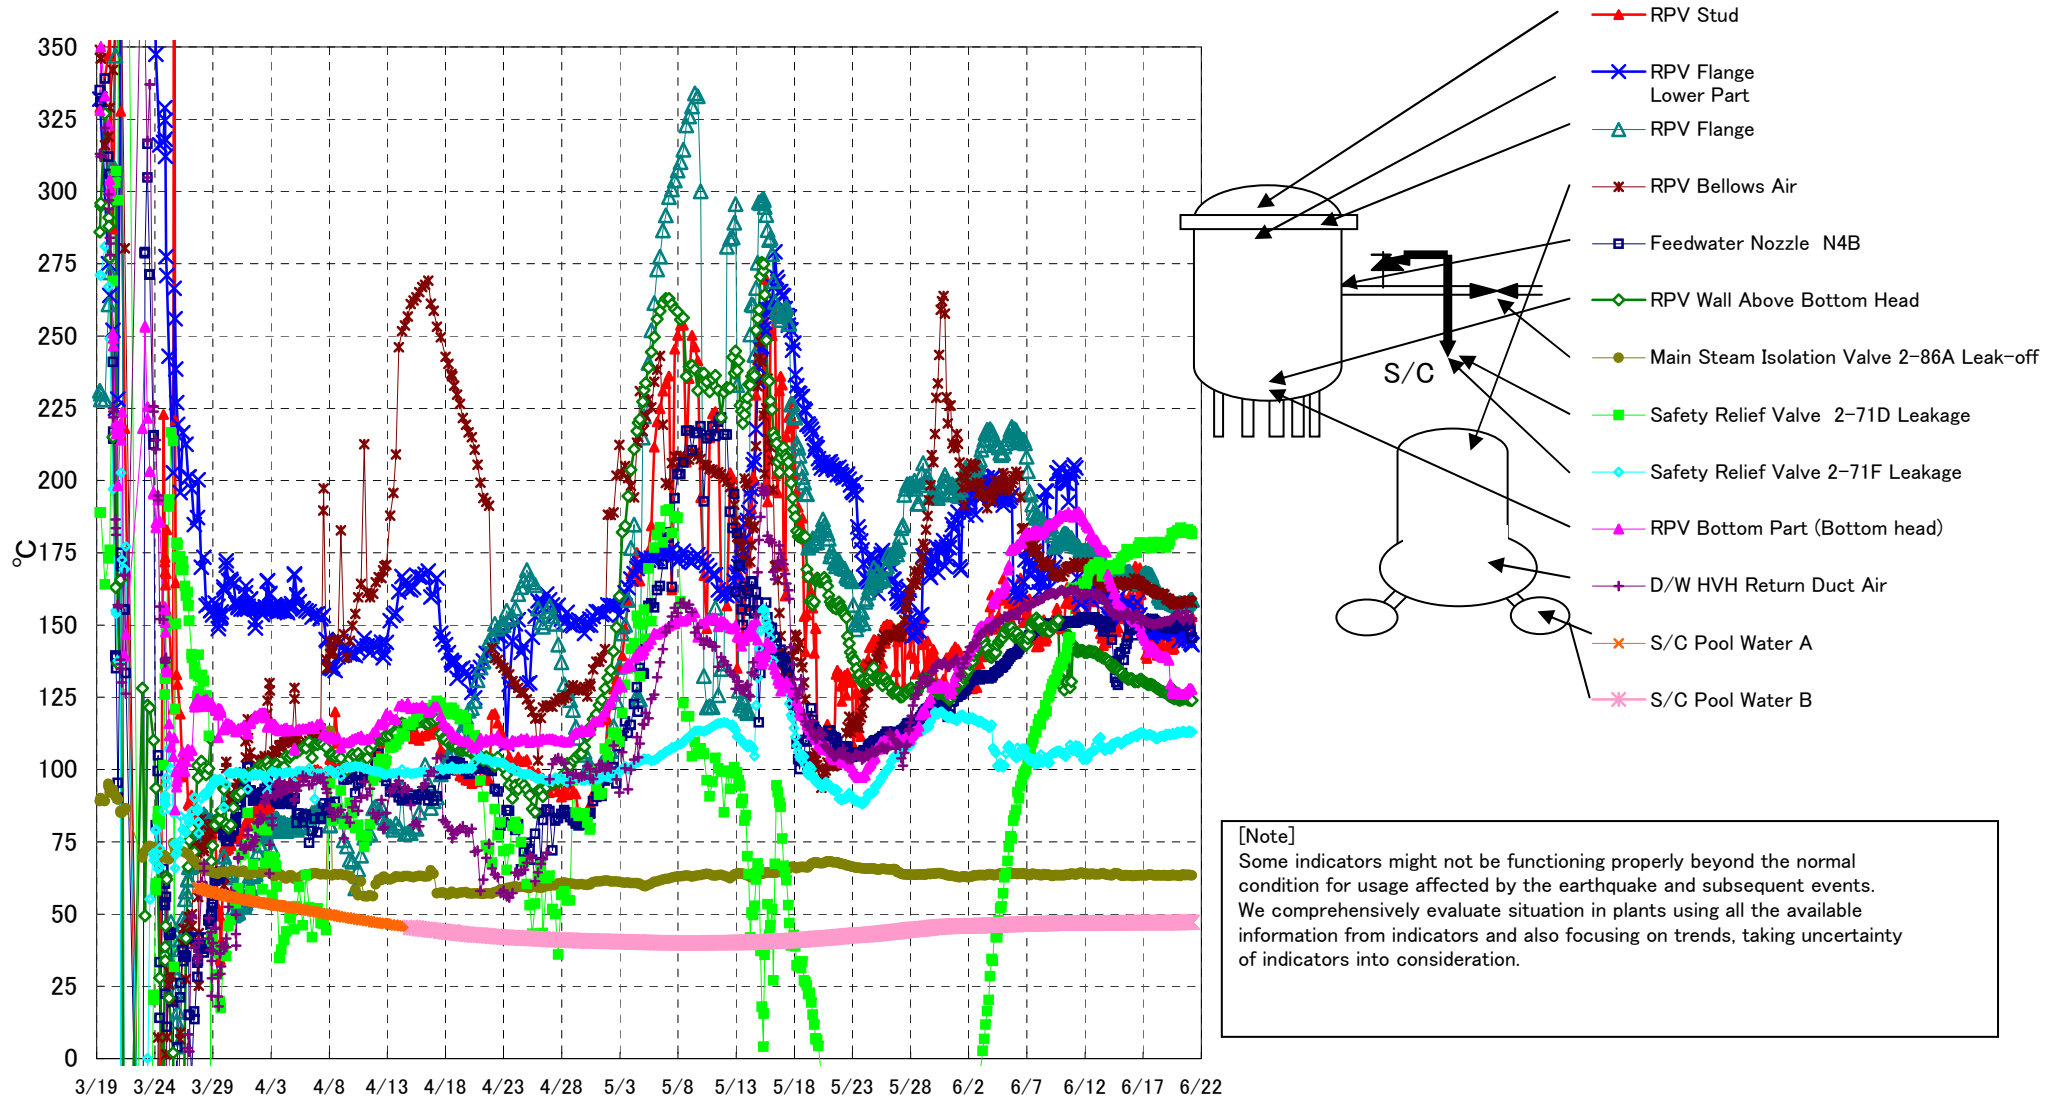 350
325
300
275
250
225
200
175
150
125
100
75
50
25
0
℃
3/19 3/24 3/29 4/3 4/8 4/13 4/18 4/23 4/28 5/3 5/8 5/13 5/18 5/23 5/28 6/2 6/7 6/12 6/17 6/22
S/C
RPV Stud
RPV Flange
Lower Part
RPV Flange
RPV Bellows Air
Feedwater Nozzle N4B
RPV Wall Above Bottom Head
Main Steam Isolation Valve 2-86A Leak-off
Safety Relief Valve 2-71D Leakage
Safety Relief Valve 2-71F Leakage
RPV Bottom Part (Bottom head)
D/W HVH Return Duct Air
S/C Pool Water A
S/C Pool Water B
[Note]
Some indicators might not be functioning properly beyond the normal
condition for usage affected by the earthquake and subsequent events.
We comprehensively evaluate situation in plants using all the available
information from indicators and also focusing on trends, taking uncertainty
of indicators into consideration.